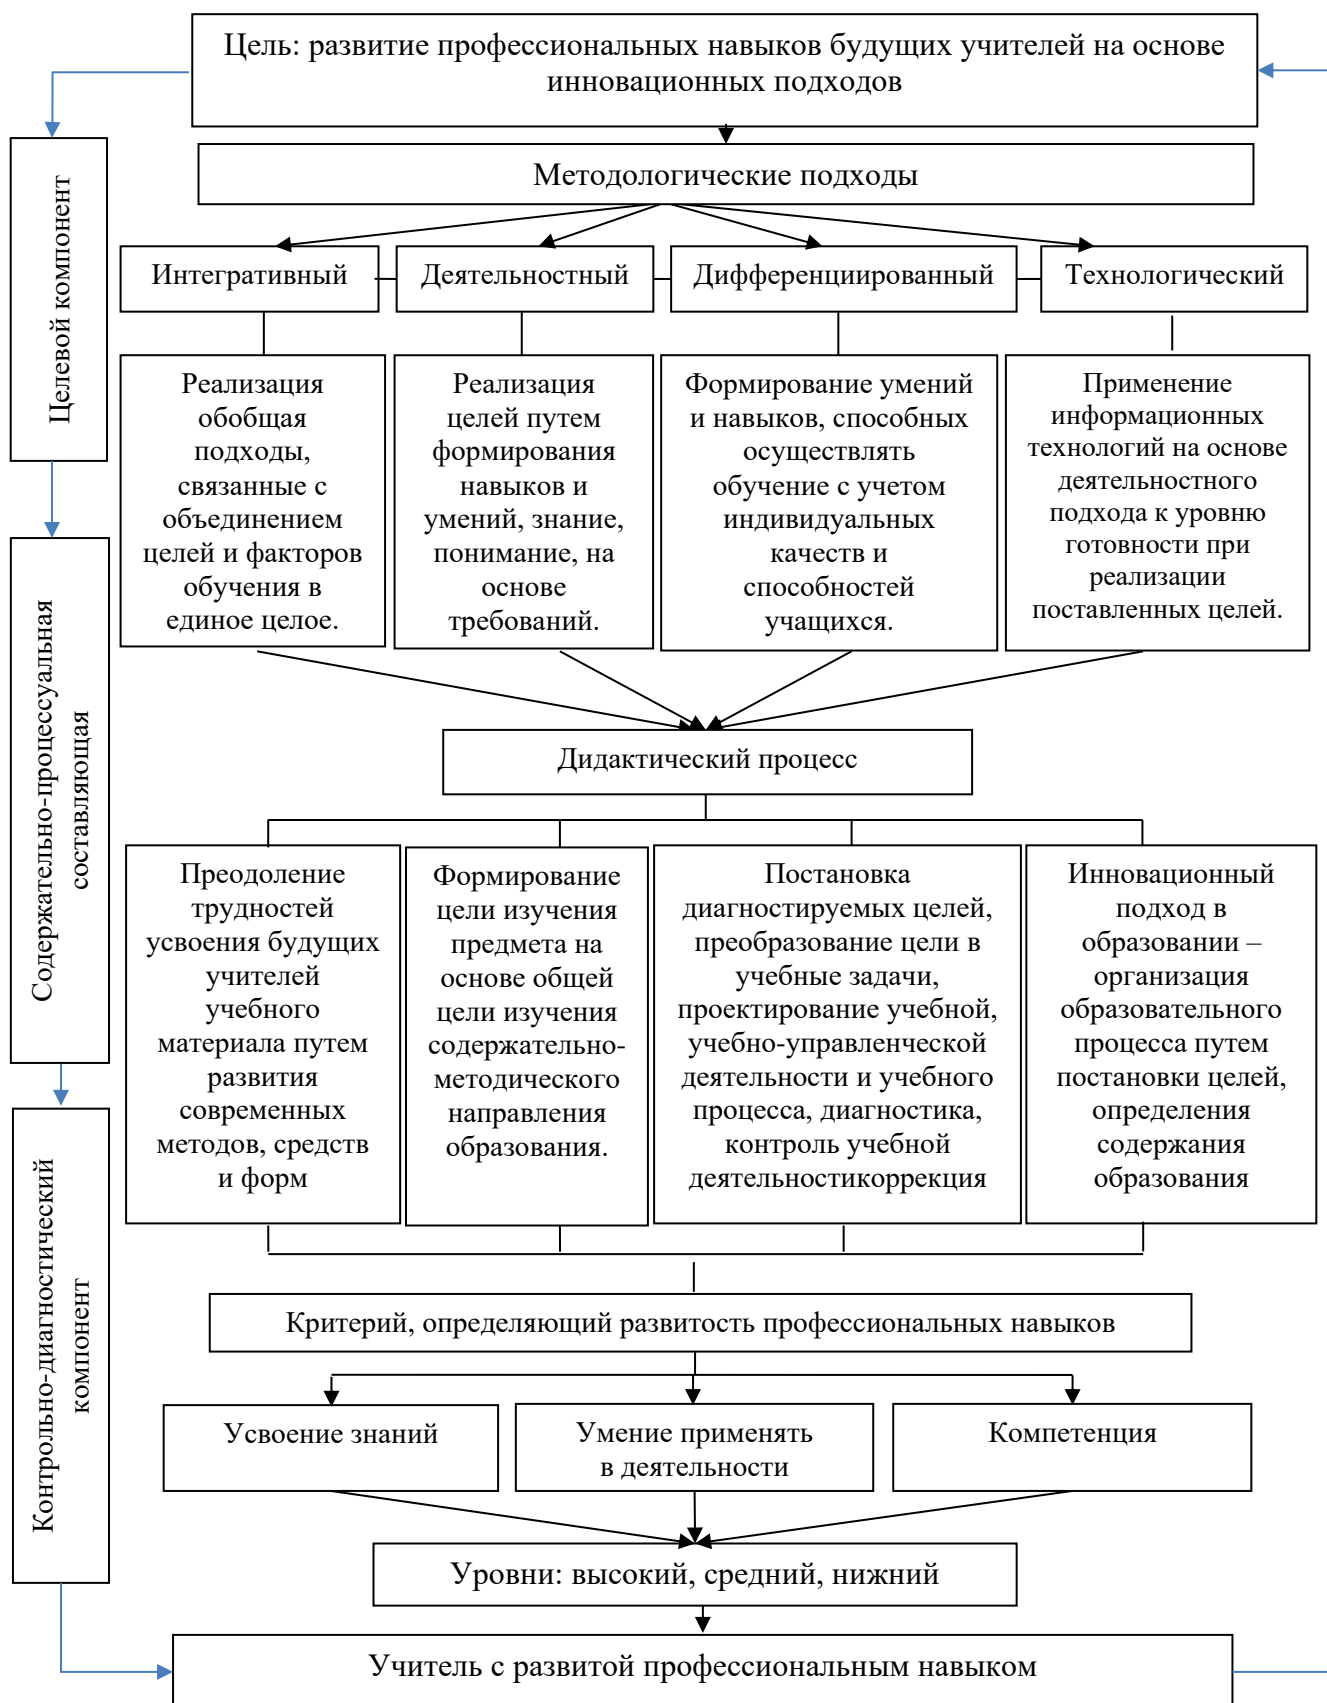 Цель: развитие профессиональных навыков будущих учителей на основе
инновационных подходов
Методологические подходы
Целевой компонент
Интегративный
Деятельностный
Дифференциированный
Технологический
Реализация
обобщая
подходы,
связанные с
объединением
целей и факторов
обучения в
единое целое.
Реализация
целей путем
формирования
навыков и
умений, знание,
понимание, на
основе
требований.
Формирование умений
и навыков, способных
осуществлять
обучение с учетом
индивидуальных
качеств и
способностей
учащихся.
Применение
информационных
технологий на основе
деятельностного
подхода к уровню
готовности при
реализации
поставленных целей.
Содержательно-процессуальная
составляющая
Дидактический процесс
Преодоление
трудностей
усвоения будущих
учителей
учебного
материала путем
развития
современных
методов, средств
и форм
Формирование
цели изучения
предмета на
основе общей
цели изучения
содержательно-
методического
направления
образования.
Постановка
диагностируемых целей,
преобразование цели в
учебные задачи,
проектирование учебной,
учебно-управленческой
деятельности и учебного
процесса, диагностика,
контроль учебной
деятельностикоррекция
Инновационный
подход в
образовании –
организация
образовательного
процесса путем
постановки целей,
определения
содержания
образования
Контрольно-диагностический
компонент
Критерий, определяющий развитость профессиональных навыков
Усвоение знаний
Умение применять
в деятельности
Компетенция
Уровни: высокий, средний, нижний
Учитель с развитой профессиональным навыком